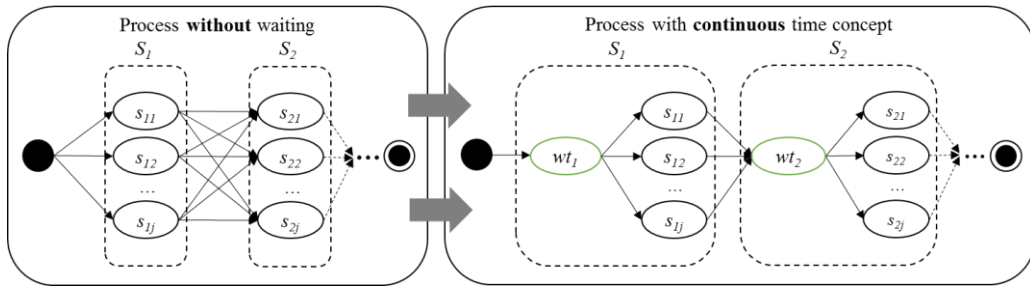 Process without waiting
S1
S2
s11
s21
s12
s22
...
...
...
s1j
s2j
Process with continuous time concept
S1
S2
s11
s21
wt1
s12
wt2
s22
...
...
...
s1j
s2j